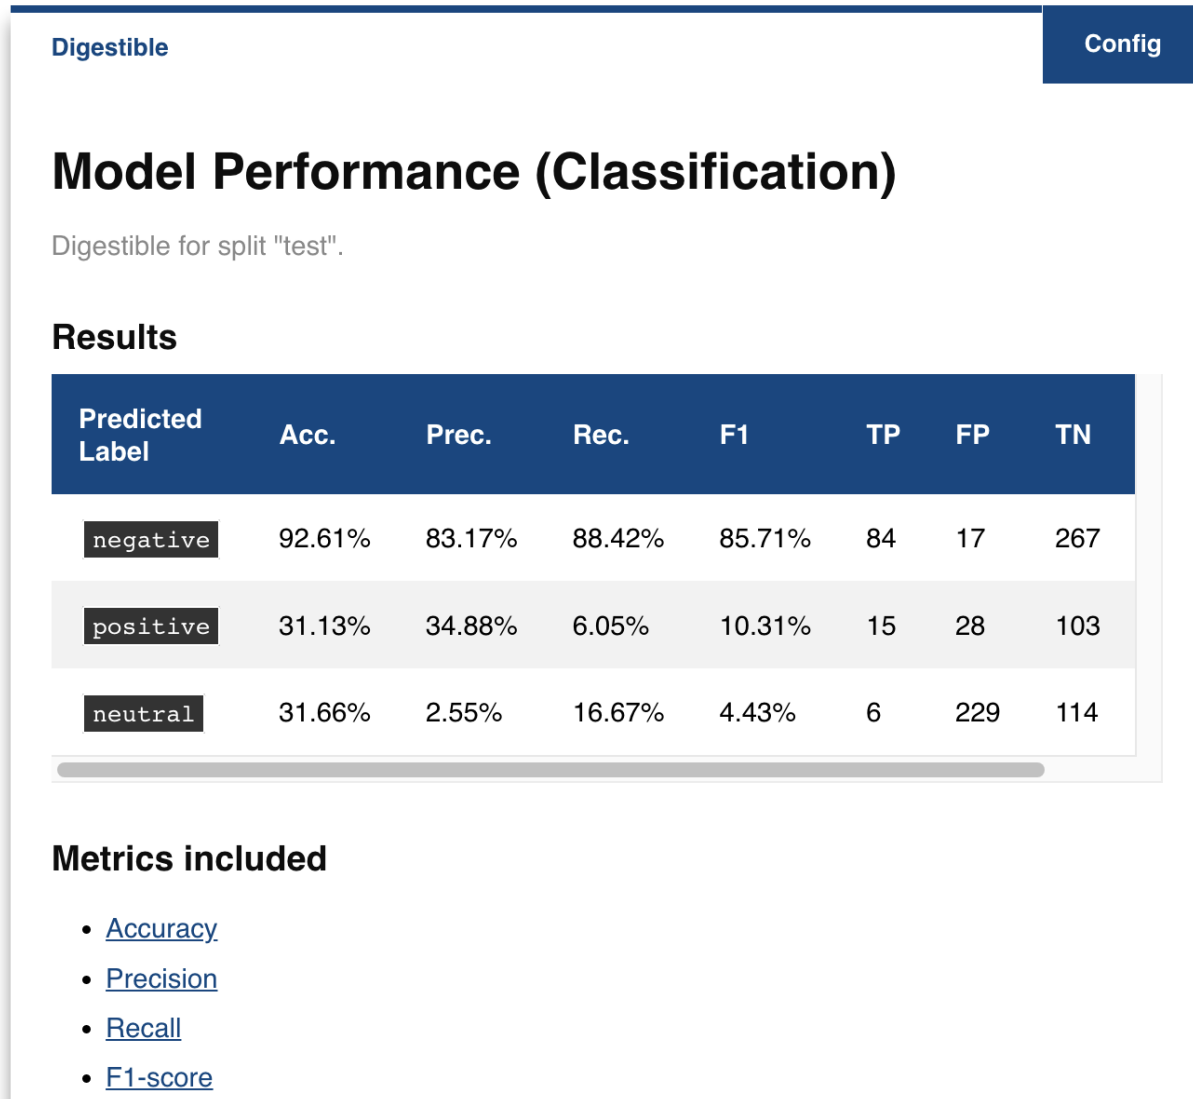 Digestible
Config
Model Performance (Classification)
Digestible for split "test".
Results
Predicted Label Acc. Prec. Rec. F1 TP FP TN
negative 92.61% 83.17% 88.42% 85.71% 84 17 267
positive 31.13% 34.88% 6.05% 10.31% 15 28 103
neutral 31.66% 2.55% 16.67% 4.43% 6 229 114
Metrics included
• Accuracy
• Precision
• Recall
• F1-score